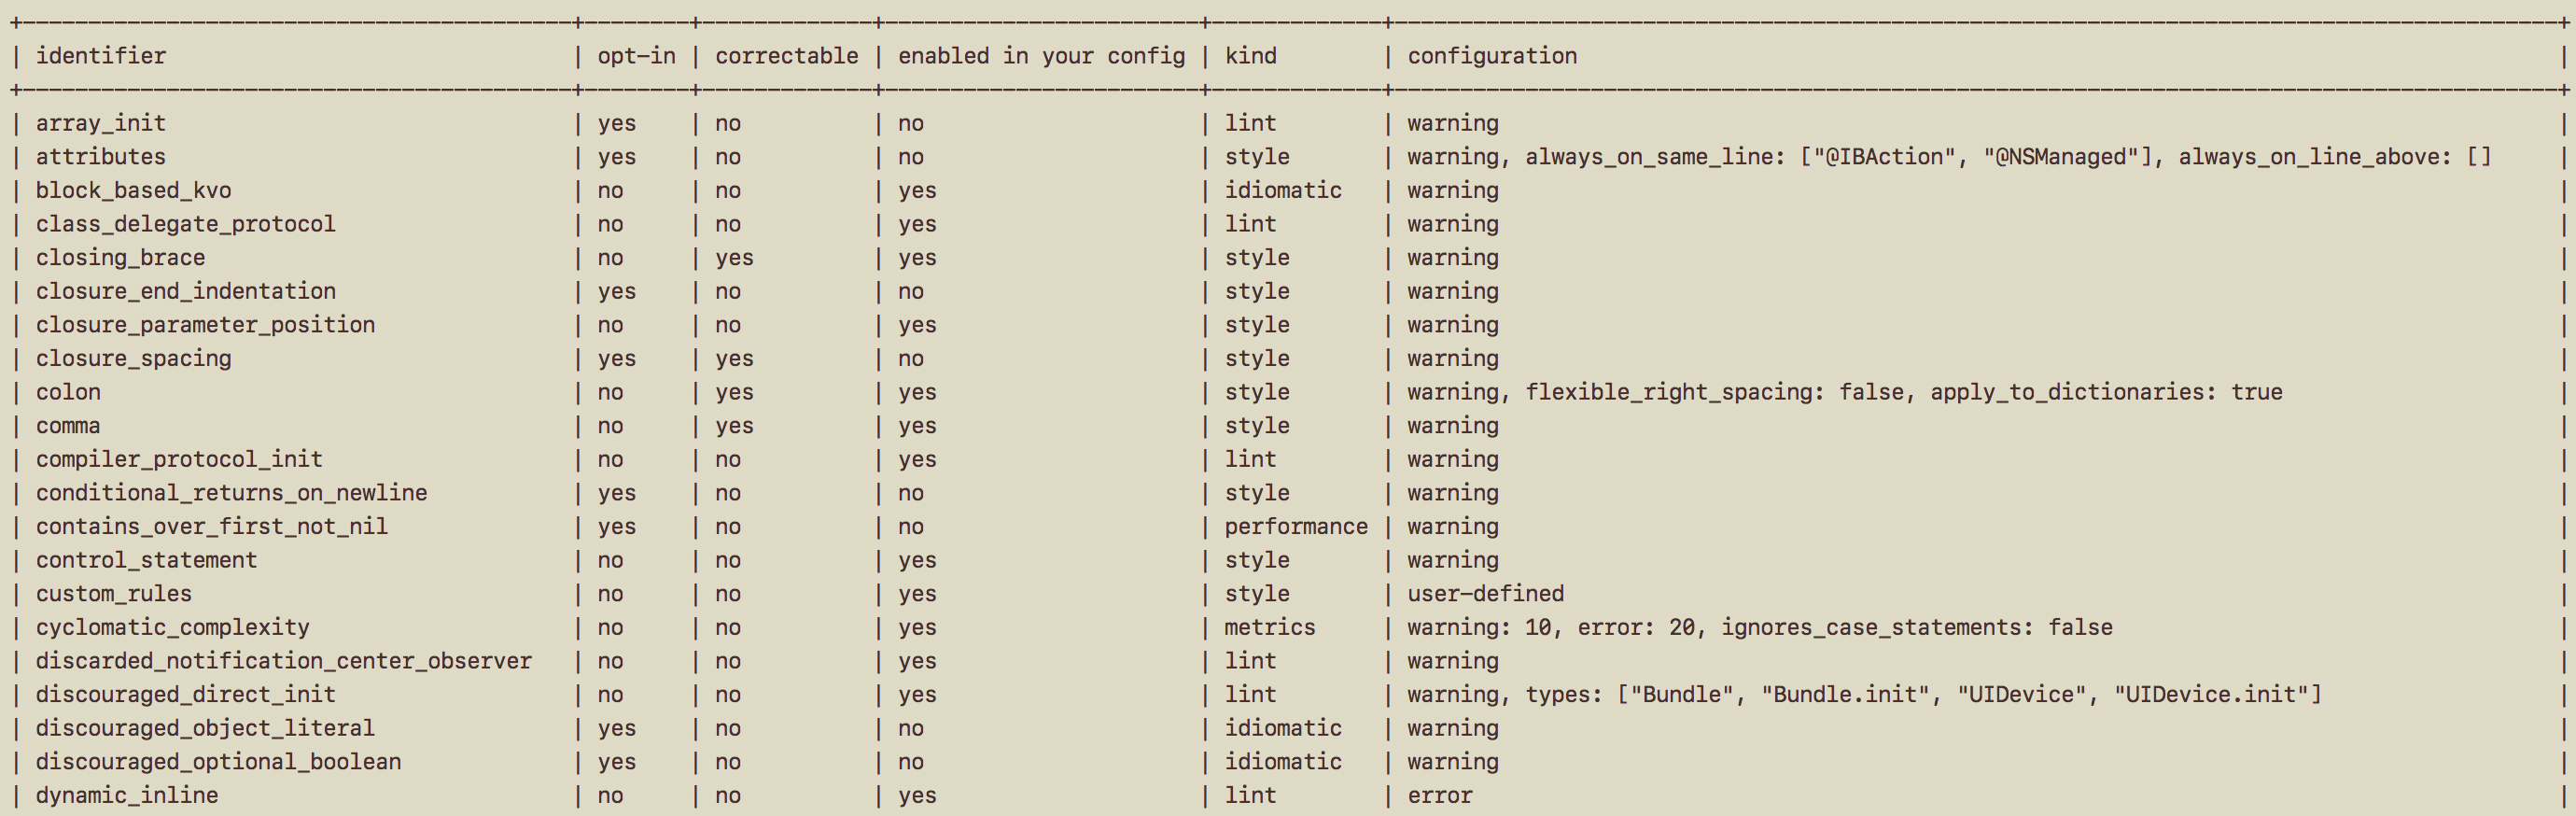 +------------------------------------------+--------+-------------+------------------------+-------------+-----------------------------------------------------------------------------------------+
| identifier                               | opt-in | correctable | enabled in your config | kind        | configuration                                                                           |
+------------------------------------------+--------+-------------+------------------------+-------------+-----------------------------------------------------------------------------------------+
| array_init                               | yes    | no          | no                     | lint        | warning                                                                                 |
| attributes                               | yes    | no          | no                     | style       | warning, always_on_same_line: ["@IBAction", "@NSManaged"], always_on_line_above: []     |
| block_based_kvo                          | no     | no          | yes                    | idiomatic   | warning                                                                                 |
| class_delegate_protocol                  | no     | no          | yes                    | lint        | warning                                                                                 |
| closing_brace                            | no     | yes         | yes                    | style       | warning                                                                                 |
| closure_end_indentation                  | yes    | no          | no                     | style       | warning                                                                                 |
| closure_parameter_position               | no     | no          | yes                    | style       | warning                                                                                 |
| closure_spacing                          | yes    | yes         | no                     | style       | warning                                                                                 |
| colon                                    | no     | yes         | yes                    | style       | warning, flexible_right_spacing: false, apply_to_dictionaries: true                     |
| comma                                    | no     | yes         | yes                    | style       | warning                                                                                 |
| compiler_protocol_init                   | no     | no          | yes                    | lint        | warning                                                                                 |
| conditional_returns_on_newline           | yes    | no          | no                     | style       | warning                                                                                 |
| contains_over_first_not_nil              | yes    | no          | no                     | performance | warning                                                                                 |
| control_statement                        | no     | no          | yes                    | style       | warning                                                                                 |
| custom_rules                             | no     | no          | yes                    | style       | user-defined                                                                            |
| cyclomatic_complexity                    | no     | no          | yes                    | metrics     | warning: 10, error: 20, ignores_case_statements: false                                  |
| discarded_notification_center_observer   | no     | no          | yes                    | lint        | warning                                                                                 |
| discouraged_direct_init                  | no     | no          | yes                    | lint        | warning, types: ["Bundle", "Bundle.init", "UIDevice", "UIDevice.init"]                  |
| discouraged_object_literal               | yes    | no          | no                     | idiomatic   | warning                                                                                 |
| discouraged_optional_boolean             | yes    | no          | no                     | idiomatic   | warning                                                                                 |
| dynamic_inline                           | no     | no          | yes                    | lint        | error                                                                                   |